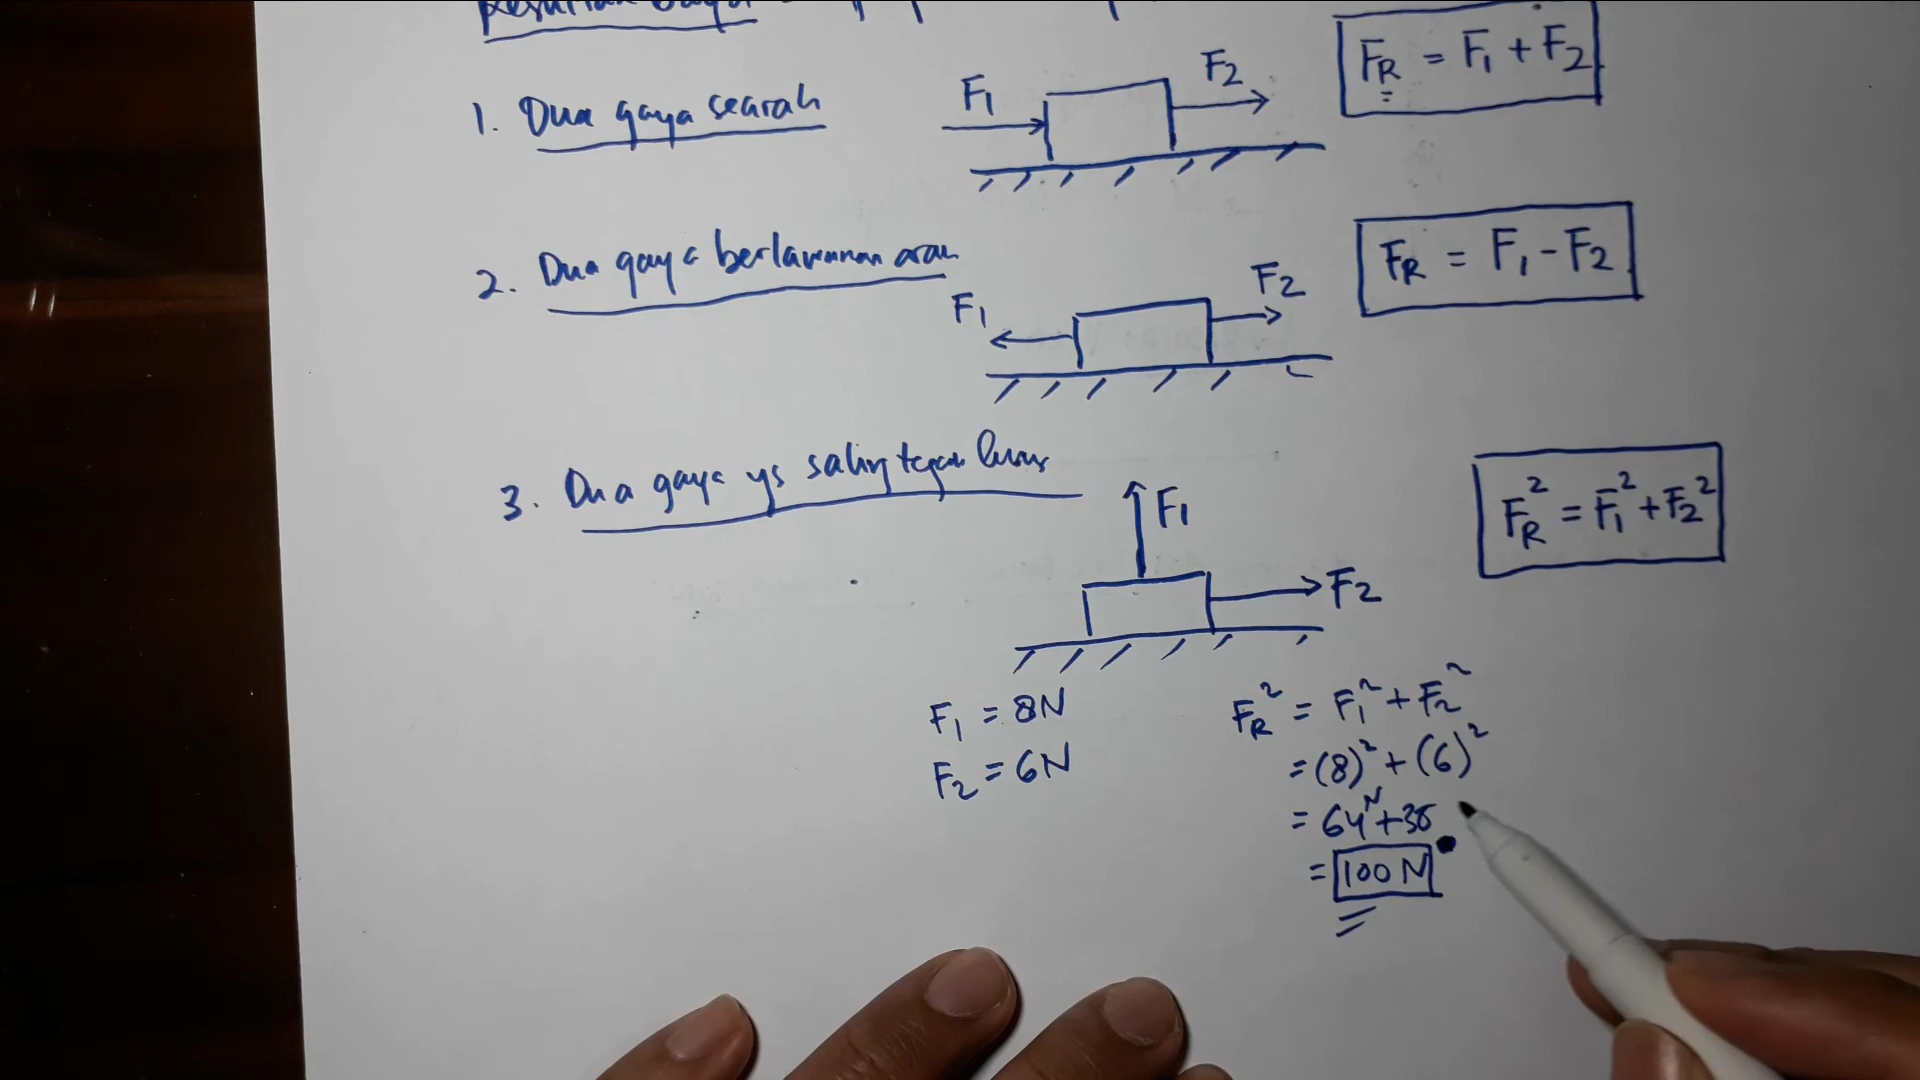 1. Dua gaya searah
F1
F2
FR = F1 + F2
2. Dua gaya berlawanan arah
F1
F2
FR = F1 - F2
3. Dua gaya yg saling tegak lurus
F1
F2
FR² = F1² + F2²
F1 = 8N
F2 = 6N
FR² = F1² + F2²
= (8)² + (6)²
= 64N + 36
= 100 N